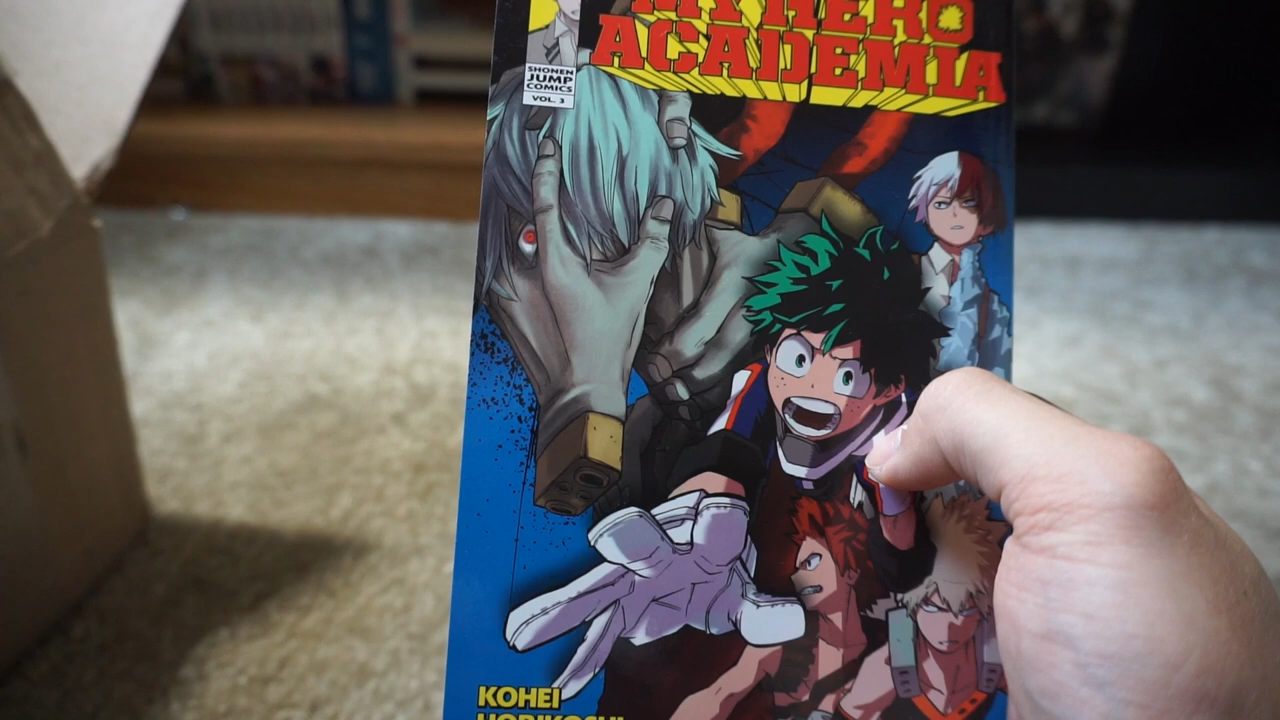 MY HERO
ACADEMIA
SHONEN
JUMP
COMICS
VOL. 3
KOHEI
HORIKOSHI